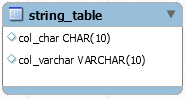 string_table
col_char CHAR(10)
col_varchar VARCHAR(10)